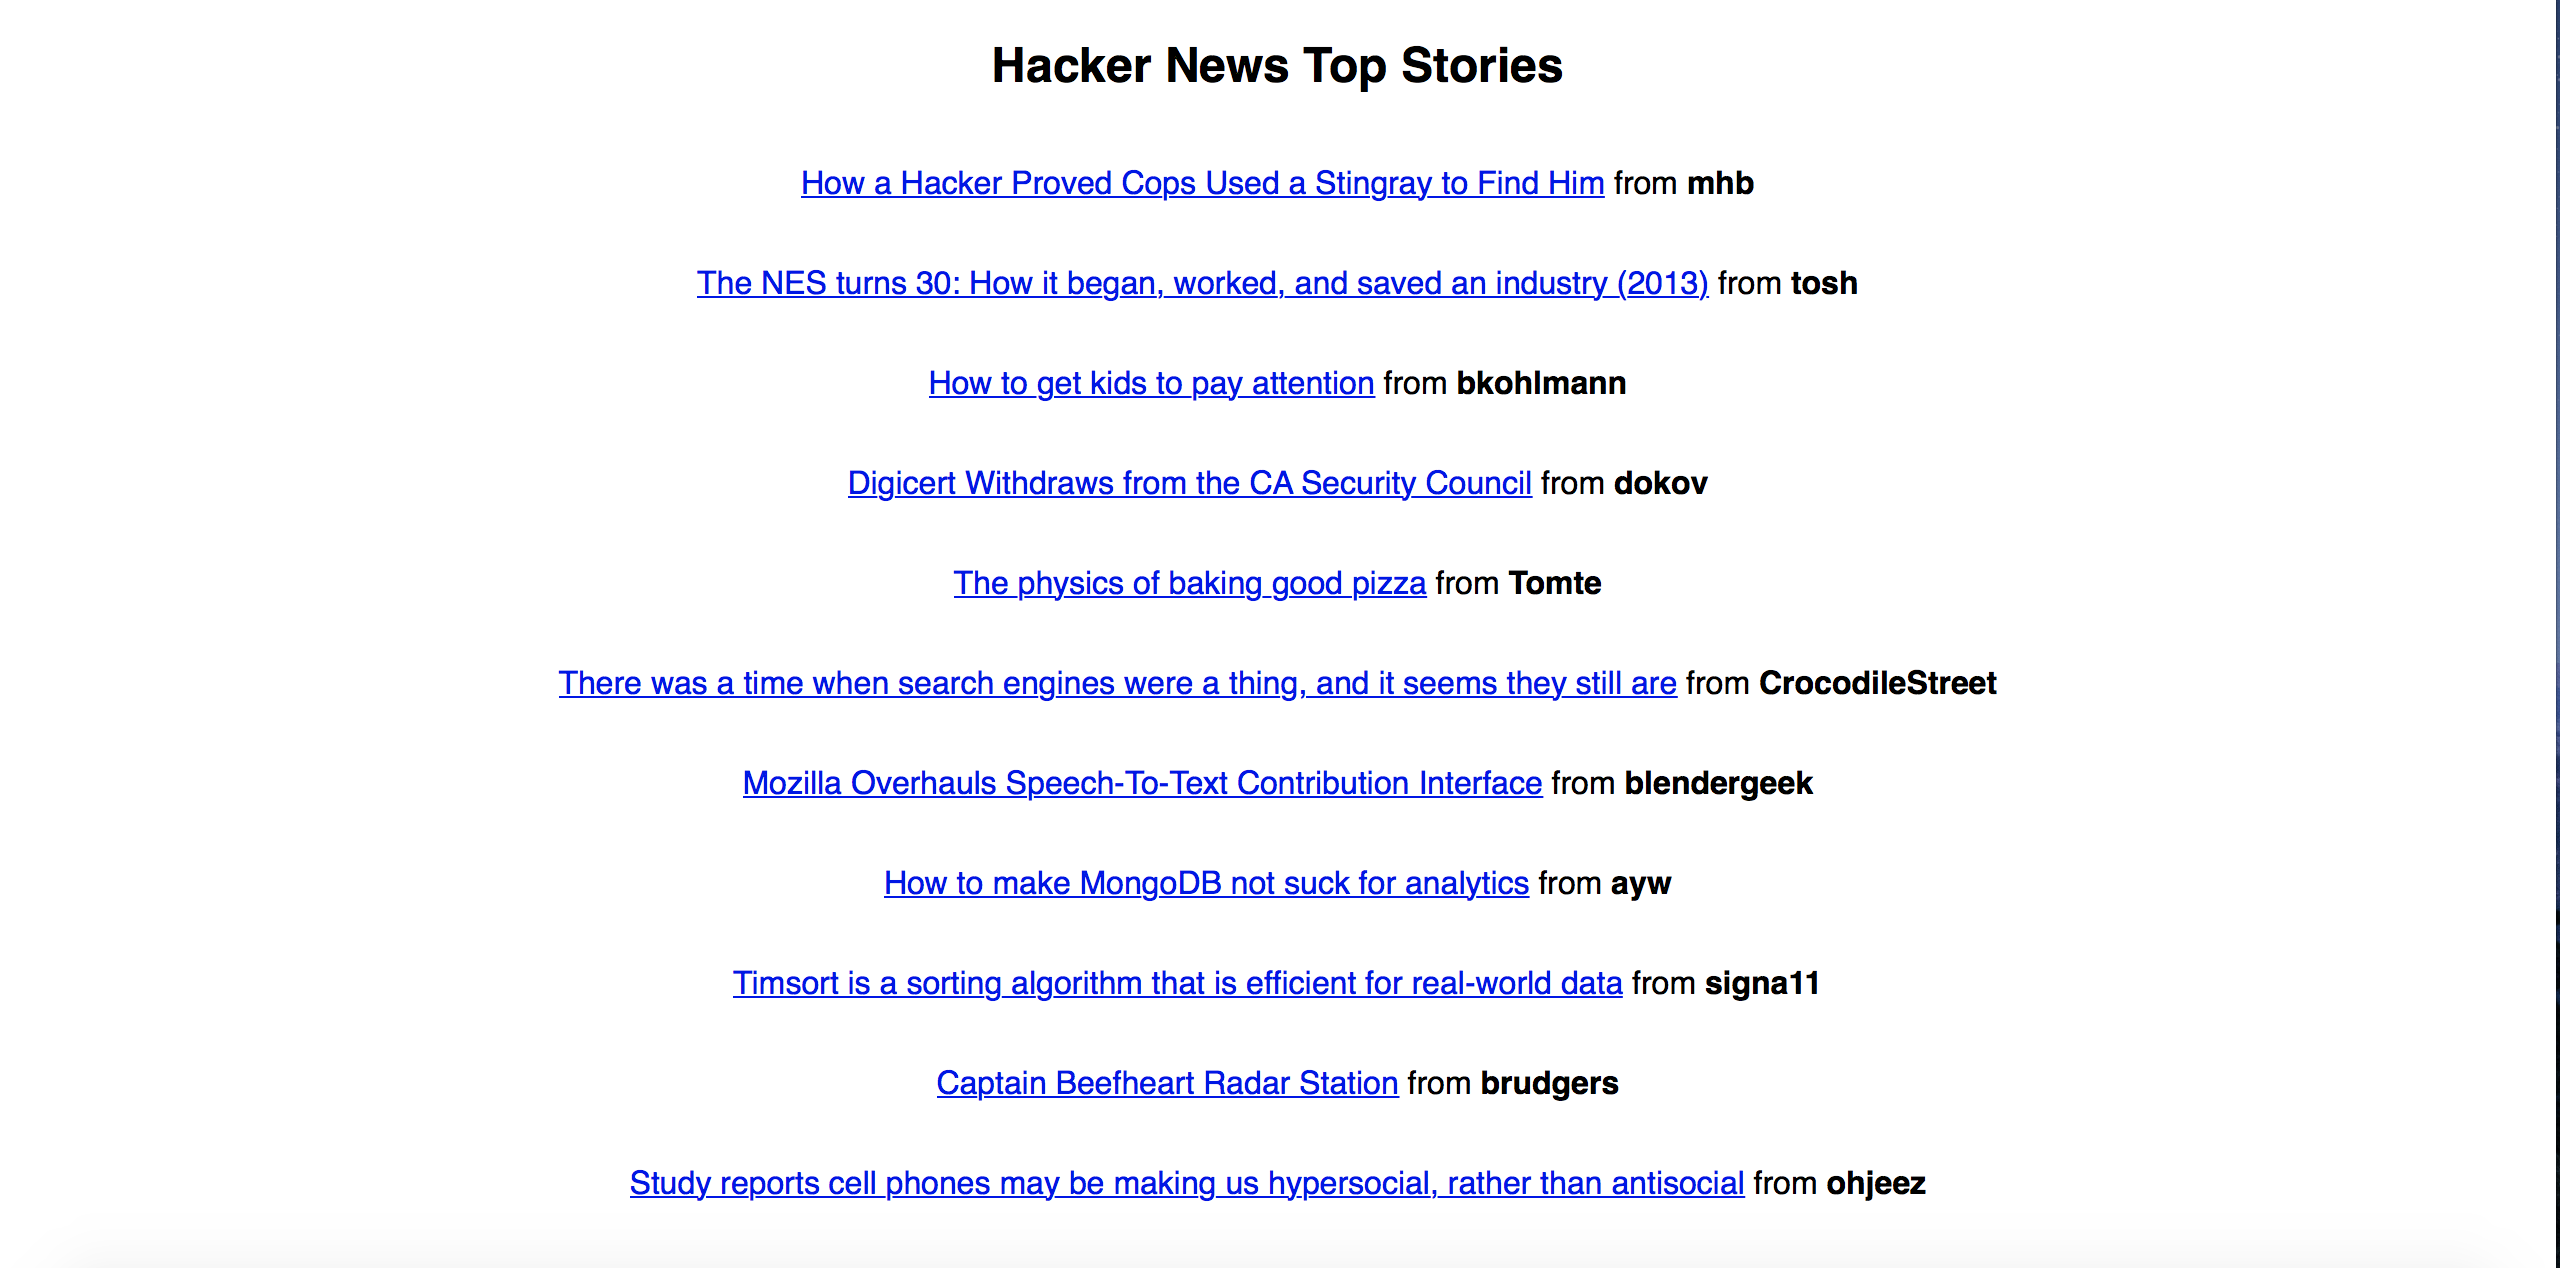 Hacker News Top Stories
How a Hacker Proved Cops Used a Stingray to Find Him from mhb
The NES turns 30: How it began, worked, and saved an industry (2013) from tosh
How to get kids to pay attention from bkohlmann
Digicert Withdraws from the CA Security Council from dokov
The physics of baking good pizza from Tomte
There was a time when search engines were a thing, and it seems they still are from CrocodileStreet
Mozilla Overhauls Speech-To-Text Contribution Interface from blendergeek
How to make MongoDB not suck for analytics from ayw
Timsort is a sorting algorithm that is efficient for real-world data from signa11
Captain Beefheart Radar Station from brudgers
Study reports cell phones may be making us hypersocial, rather than antisocial from ohjeez